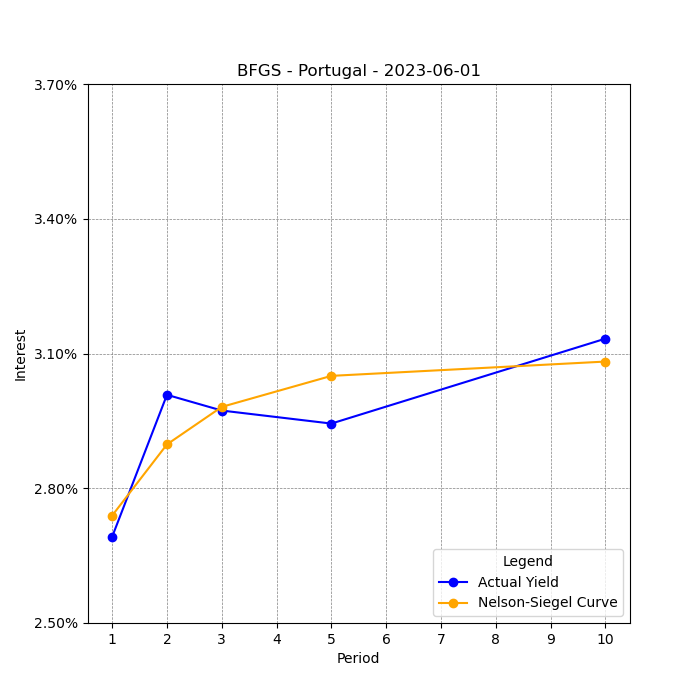 BFGS - Portugal - 2023-06-01
3.70%
3.40%
3.10%
2.80%
2.50%
Interest
1 2 3 4 5 6 7 8 9 10
Period
Legend
Actual Yield
Nelson-Siegel Curve